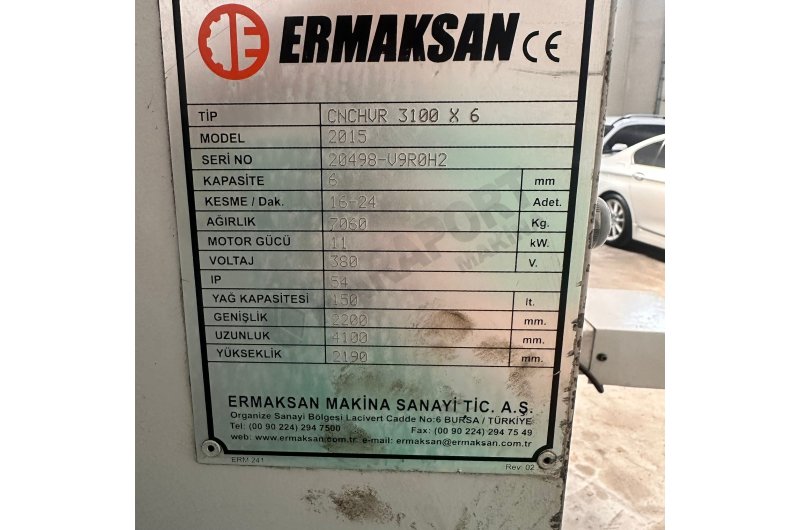 ERMAKSAN CE
TİP CNCHVR 3100 X 6
MODEL 2015
SERİ NO 20498-V9R0H2
KAPASİTE 6 mm
KESME / Dak. 16-24 Adet.
AĞIRLIK 7060 Kg.
MOTOR GÜCÜ 11 kW.
VOLTAJ 380 V.
IP 54
YAĞ KAPASİTESİ 150 lt.
GENİŞLİK 2200 mm.
UZUNLUK 4100 mm.
YÜKSEKLİK 2190 mm.
ERMAKSAN MAKİNA SANAYİ TİC. A.Ş.
Organize Sanayi Bölgesi Lacivert Cadde No:6 BURSA / TÜRKİYE
Tel: (00 90 224) 294 7500 Fax: (00 90 224) 294 75 49
web: www.ermaksan.com.tr e-mail: ermaksan@ermaksan.com.tr
ERM 241 Rev: 02